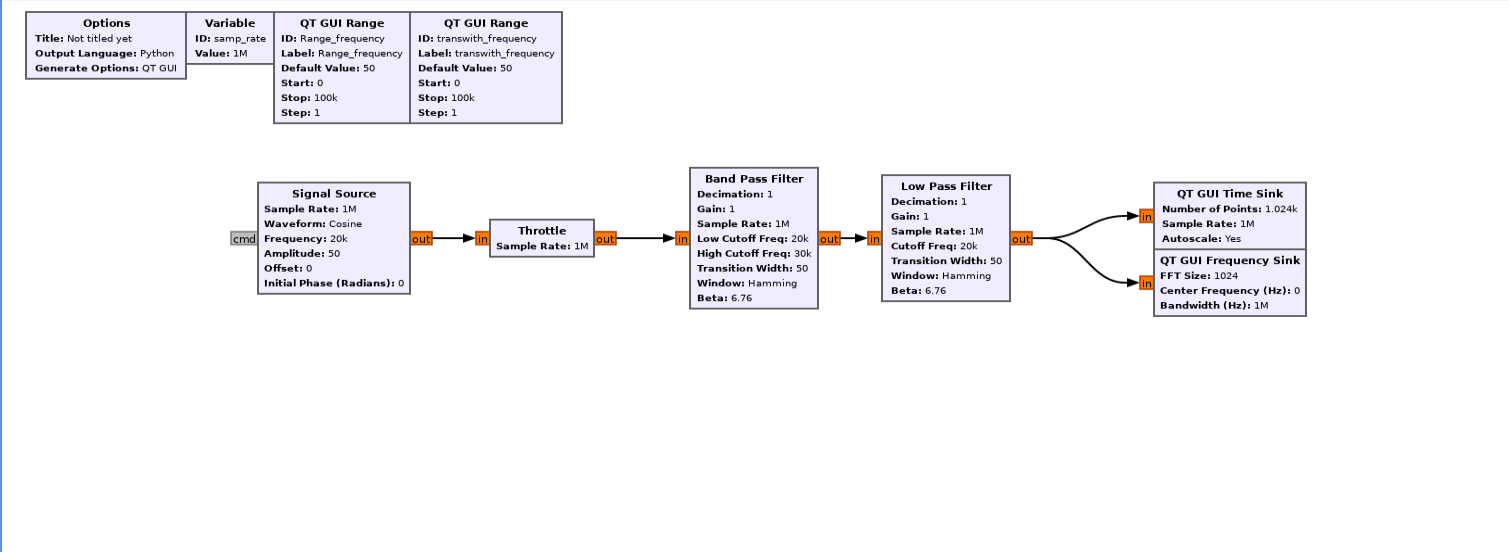 Options
Title: Not titled yet
Output Language: Python
Generate Options: QT GUI
Variable
ID: samp_rate
Value: 1M
QT GUI Range
ID: Range_frequency
Label: Range_frequency
Default Value: 50
Start: 0
Stop: 100k
Step: 1
QT GUI Range
ID: transwith_frequency
Label: transwith_frequency
Default Value: 50
Start: 0
Stop: 100k
Step: 1
Signal Source
Sample Rate: 1M
Waveform: Cosine
Frequency: 20k
Amplitude: 50
Offset: 0
Initial Phase (Radians): 0
cmd
out
in
Throttle
Sample Rate: 1M
out
in
Band Pass Filter
Decimation: 1
Gain: 1
Sample Rate: 1M
Low Cutoff Freq: 20k
High Cutoff Freq: 30k
Transition Width: 50
Window: Hamming
Beta: 6.76
out
in
Low Pass Filter
Decimation: 1
Gain: 1
Sample Rate: 1M
Cutoff Freq: 20k
Transition Width: 50
Window: Hamming
Beta: 6.76
out
in
QT GUI Time Sink
Number of Points: 1.024k
Sample Rate: 1M
Autoscale: Yes
in
QT GUI Frequency Sink
FFT Size: 1024
Center Frequency (Hz): 0
Bandwidth (Hz): 1M